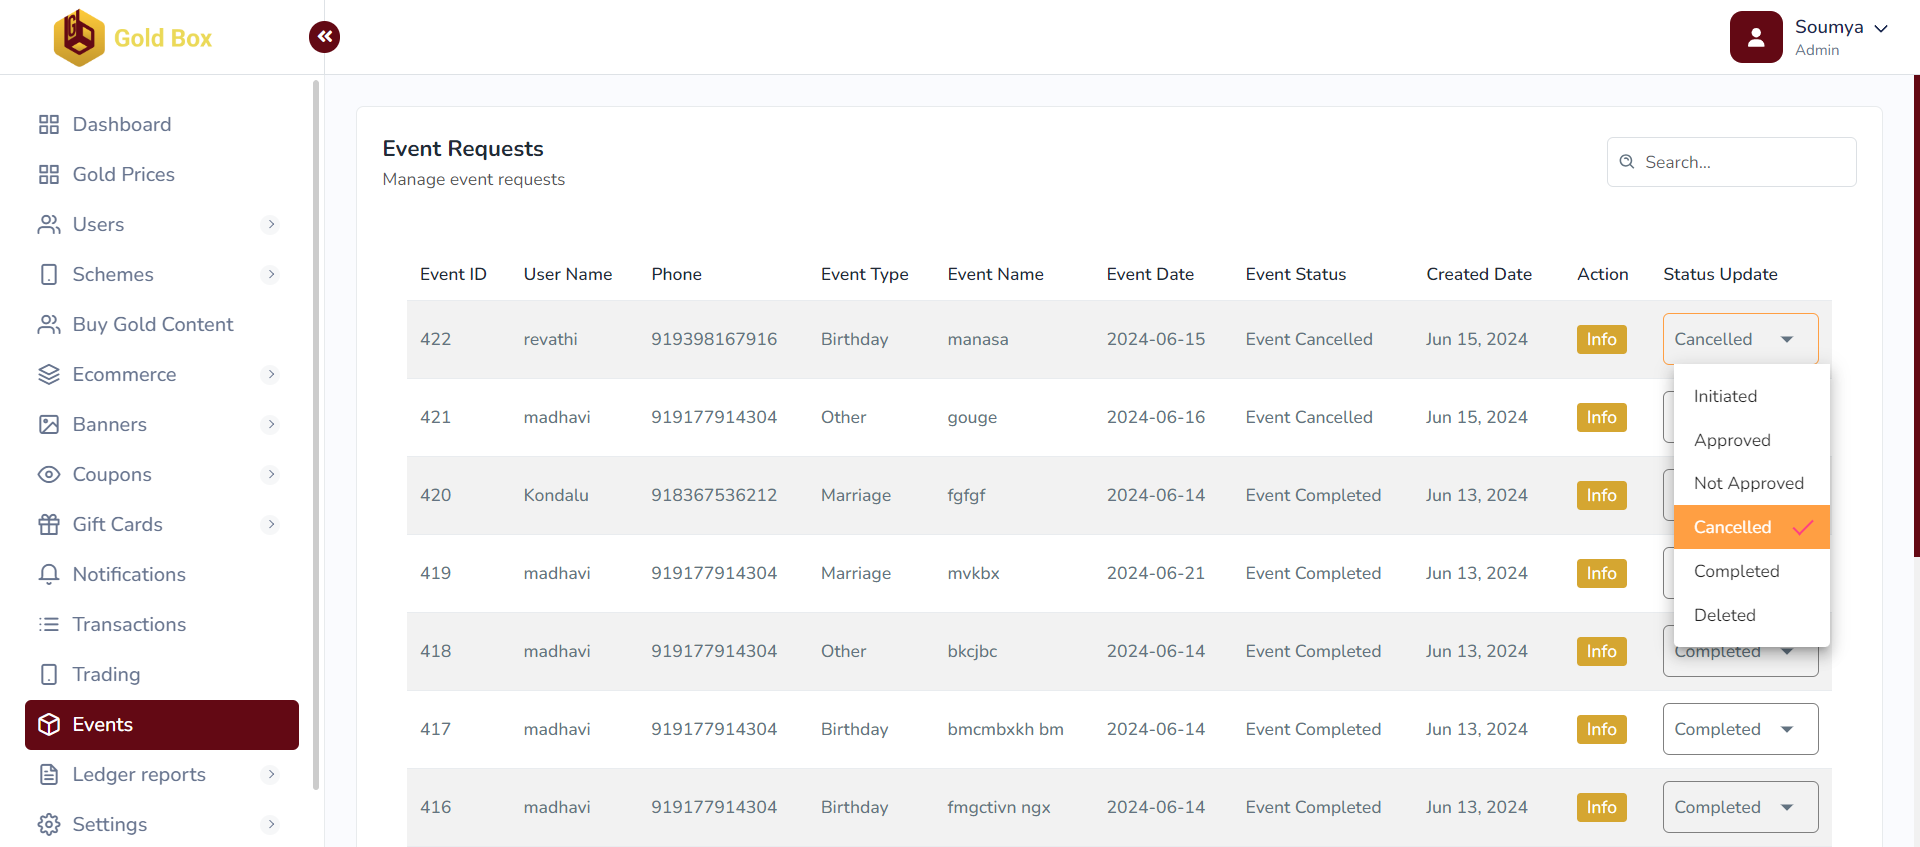 Gold Box
Soumya
Admin
Dashboard
Gold Prices
Users
Schemes
Buy Gold Content
Ecommerce
Banners
Coupons
Gift Cards
Notifications
Transactions
Trading
Events
Ledger reports
Settings
Event Requests
Manage event requests
Search...
Event ID User Name Phone Event Type Event Name Event Date Event Status Created Date Action Status Update
422 revathi 919398167916 Birthday manasa 2024-06-15 Event Cancelled Jun 15, 2024 Info Cancelled
421 madhavi 919177914304 Other gouge 2024-06-16 Event Cancelled Jun 15, 2024 Info
420 Kondalu 918367536212 Marriage fgfgf 2024-06-14 Event Completed Jun 13, 2024 Info
419 madhavi 919177914304 Marriage mvkbx 2024-06-21 Event Completed Jun 13, 2024 Info
418 madhavi 919177914304 Other bkcjbc 2024-06-14 Event Completed Jun 13, 2024 Info Completed
417 madhavi 919177914304 Birthday bmcmbxkh bm 2024-06-14 Event Completed Jun 13, 2024 Info Completed
416 madhavi 919177914304 Birthday fmgctivn ngx 2024-06-14 Event Completed Jun 13, 2024 Info Completed
Initiated
Approved
Not Approved
Cancelled
Completed
Deleted